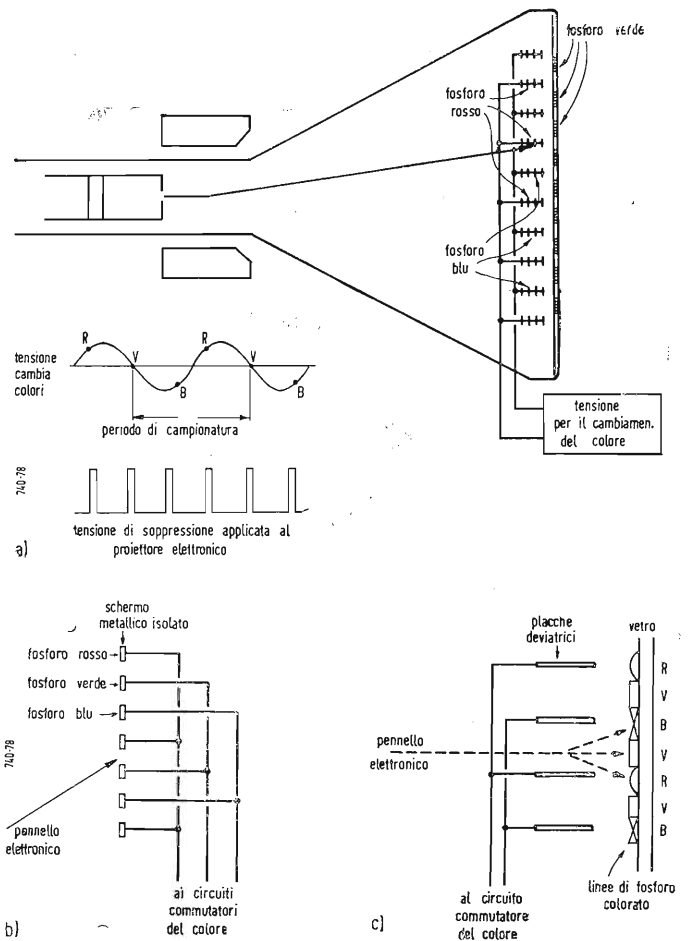 fosforo verde
fosforo
rosso
fosforo
blu
tensione
cambia
colori
R
V
B
R
V
B
periodo di campionatura
tensione
per il cambiamen.
del colore
740-78
tensione di soppressione applicata al
proiettore elettronico
a)
schermo
metallico isolato
fosforo rosso
fosforo verde
fosforo blu
740-78
pennello
elettronico
ai circuiti
commutatori
del colore
b)
placche
deviatrici
vetro
R
V
B
V
R
V
B
pennello
elettronico
linee di fosforo
colorato
al circuito
commutatore
del colore
c)